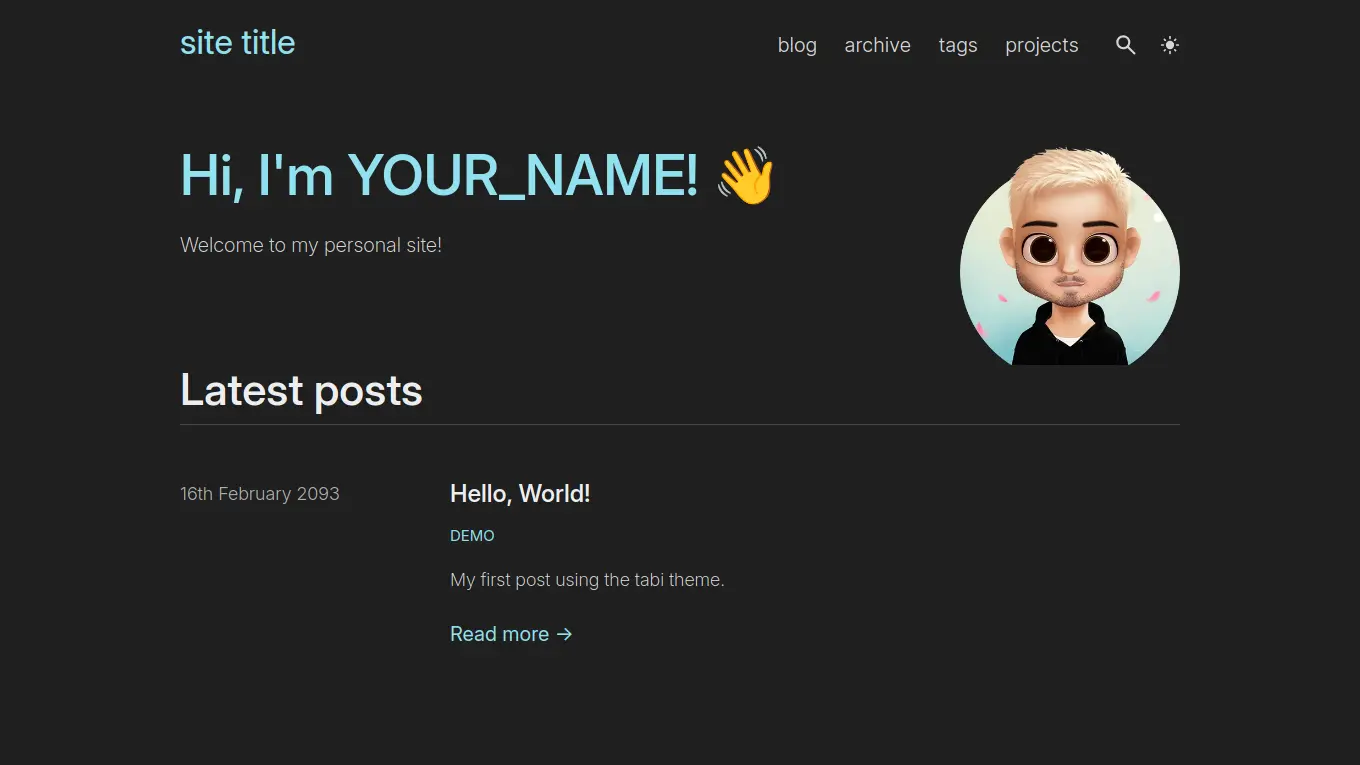 site title
blog archive tags projects
Hi, I'm YOUR_NAME! 👋
Welcome to my personal site!
Latest posts
16th February 2093
Hello, World!
DEMO
My first post using the tabi theme.
Read more →